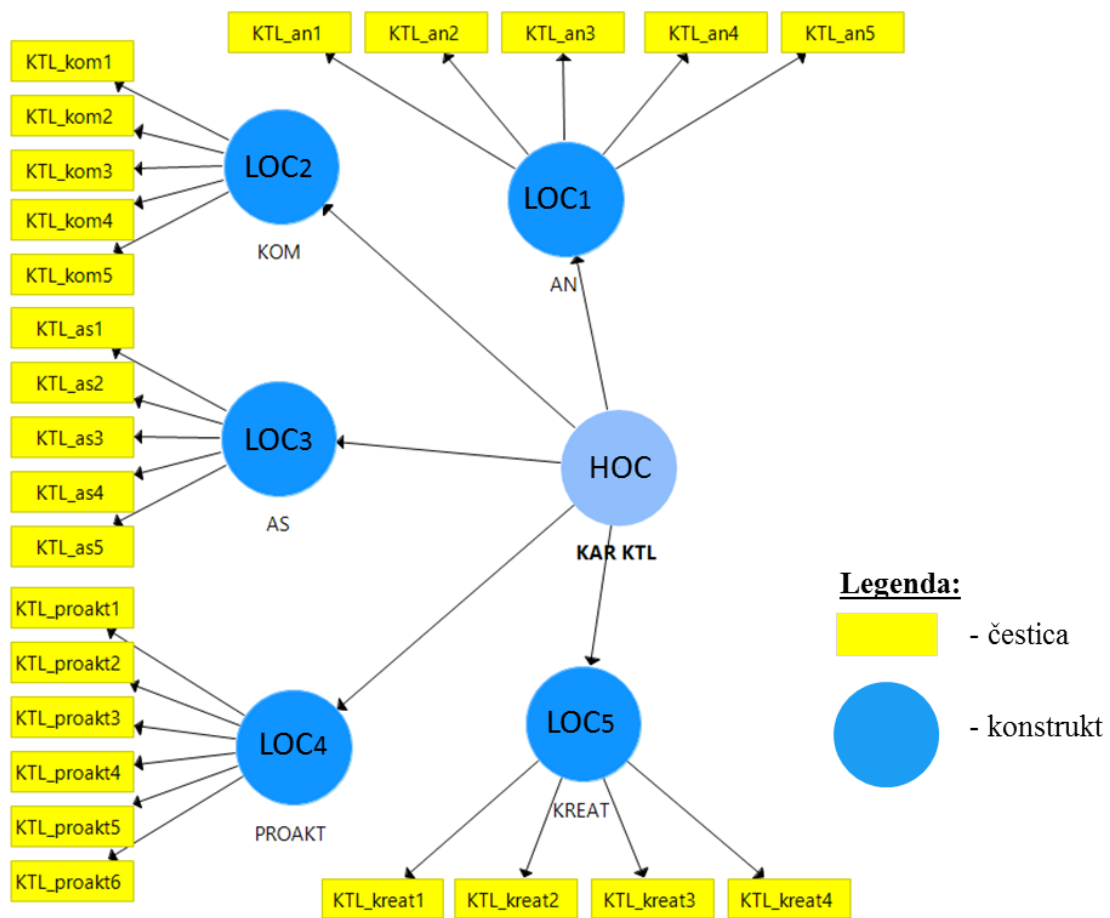 KTL_an1
KTL_an2
KTL_an3
KTL_an4
KTL_an5
LOC1
AN
KTL_kom1
KTL_kom2
KTL_kom3
KTL_kom4
KTL_kom5
LOC2
KOM
KTL_as1
KTL_as2
KTL_as3
KTL_as4
KTL_as5
LOC3
AS
HOC
KAR KTL
KTL_proakt1
KTL_proakt2
KTL_proakt3
KTL_proakt4
KTL_proakt5
KTL_proakt6
LOC4
PROAKT
LOC5
KREAT
KTL_kreat1
KTL_kreat2
KTL_kreat3
KTL_kreat4
Legenda:
- čestica
- konstrukt